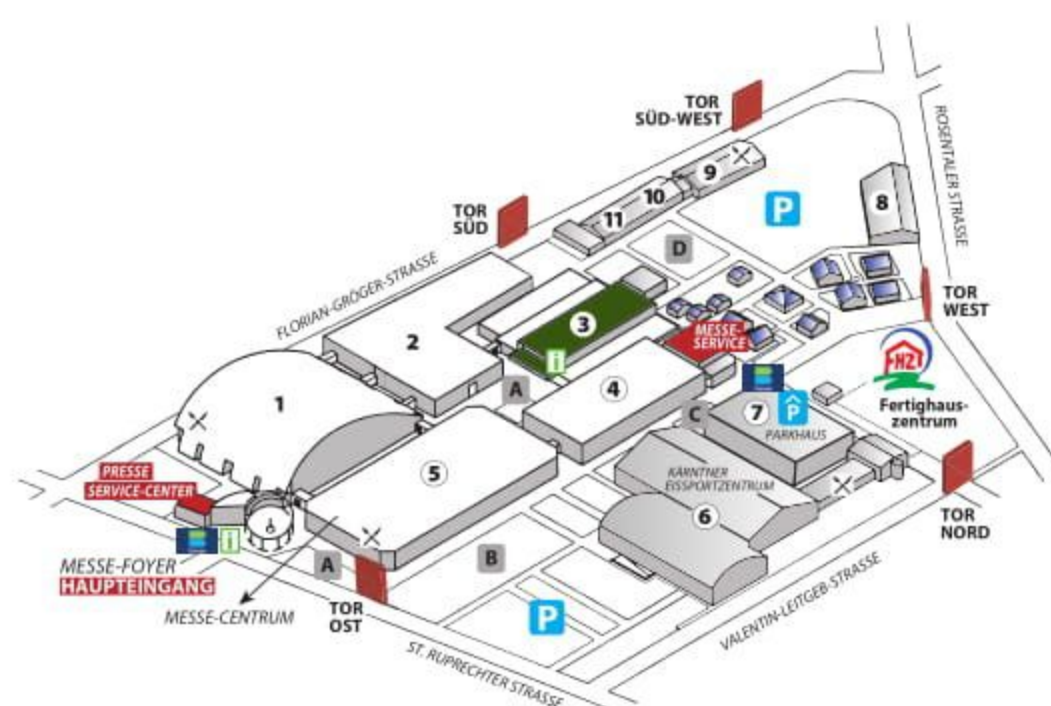 TOR
SÜD-WEST
ROSENTALER STRASSE
9
10
11
P
8
TOR
SÜD
D
FLORIAN-GRÖGER-STRASSE
TOR
WEST
3
2
MESSE-
SERVICE
i
FHZ
1
A
4
Fertighaus-
zentrum
C
7
P
PARKHAUS
5
PRESSE
SERVICE-CENTER
KÄRNTNER
EISSPORTZENTRUM
6
TOR
NORD
i
MESSE-FOYER
HAUPTEINGANG
A
B
MESSE-CENTRUM
TOR
OST
P
VALENTIN-LEITGEB-STRASSE
ST. RUPRECHTER STRASSE